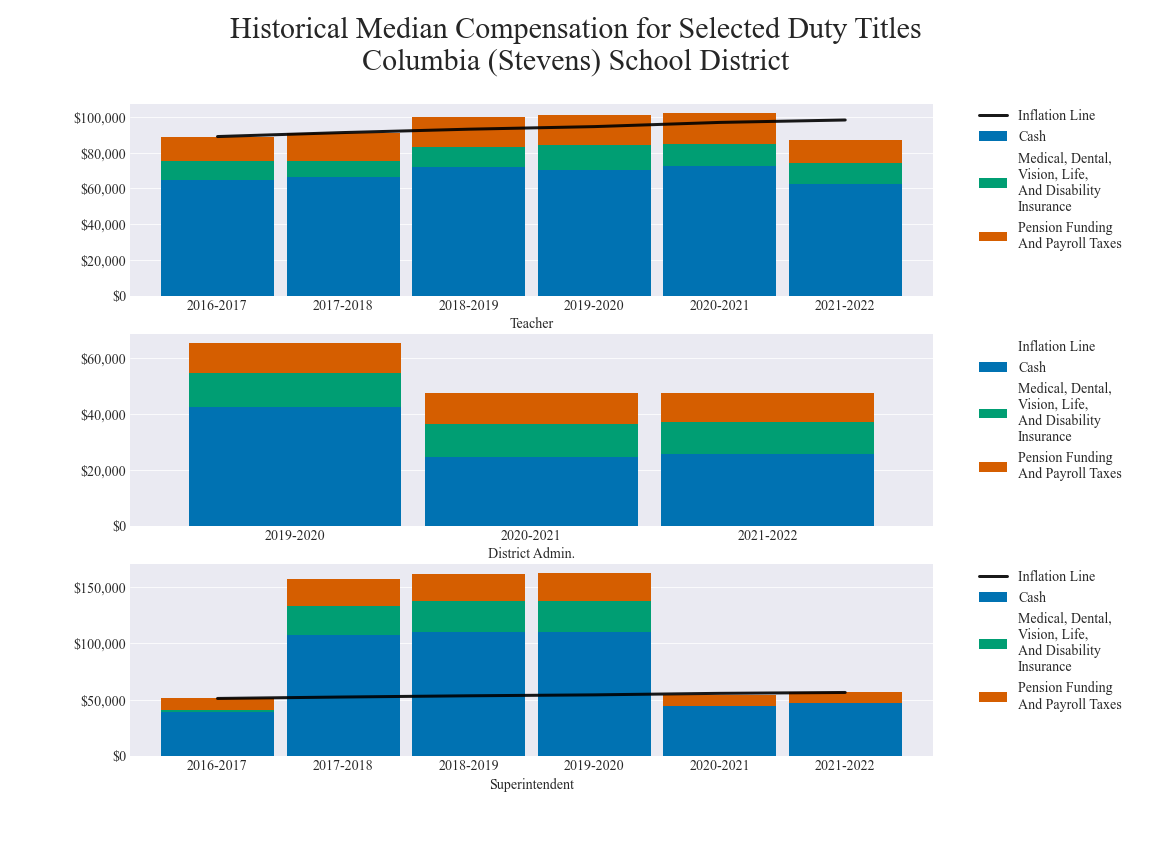 Historical Median Compensation for Selected Duty Titles
Columbia (Stevens) School District
$100,000
$80,000
$60,000
$40,000
$20,000
$0
2016-2017
2017-2018
2018-2019
2019-2020
2020-2021
2021-2022
Teacher
Inflation Line
Cash
Medical, Dental,
Vision, Life,
And Disability
Insurance
Pension Funding
And Payroll Taxes
$60,000
$40,000
$20,000
$0
2019-2020
2020-2021
2021-2022
District Admin.
Inflation Line
Cash
Medical, Dental,
Vision, Life,
And Disability
Insurance
Pension Funding
And Payroll Taxes
$150,000
$100,000
$50,000
$0
2016-2017
2017-2018
2018-2019
2019-2020
2020-2021
2021-2022
Superintendent
Inflation Line
Cash
Medical, Dental,
Vision, Life,
And Disability
Insurance
Pension Funding
And Payroll Taxes